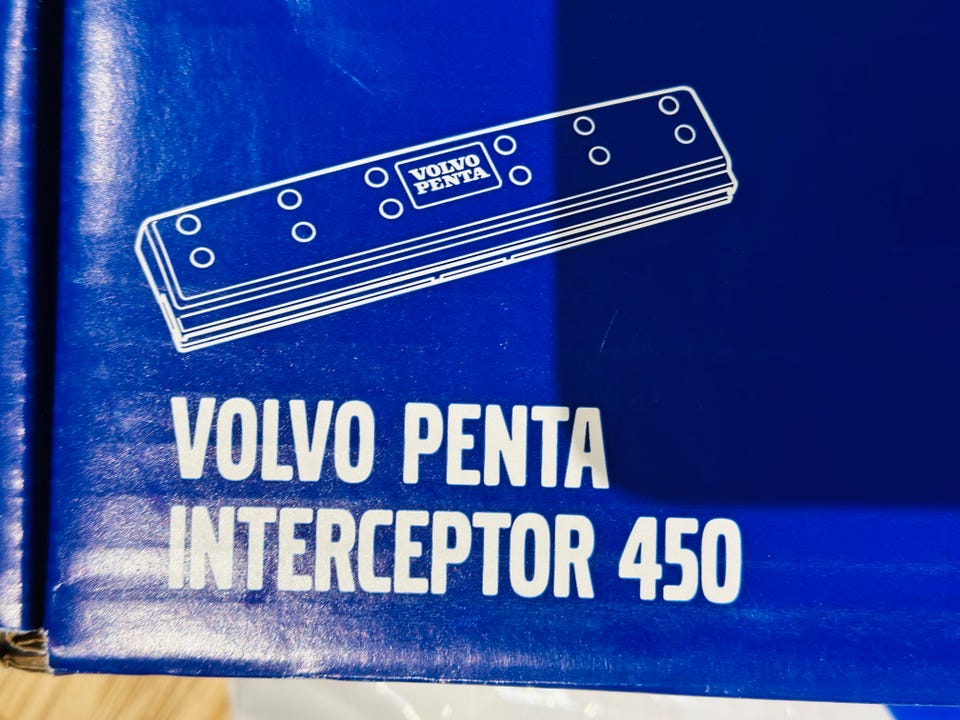 VOLVO
PENTA
VOLVO PENTA
INTERCEPTOR 450